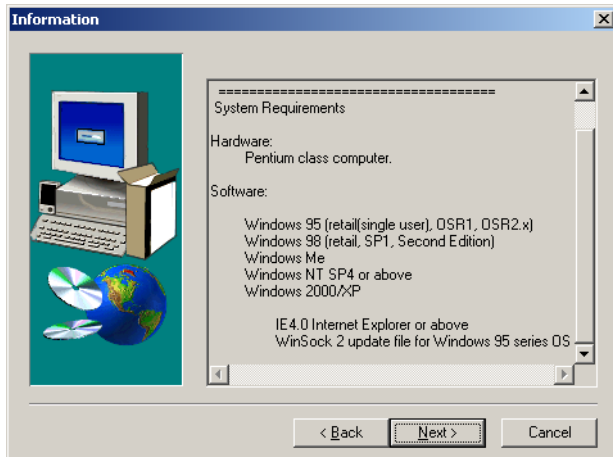 Information
=====================================
System Requirements
Hardware:
Pentium class computer.
Software:
Windows 95 (retail(single user), OSR1, OSR2.x)
Windows 98 (retail, SP1, Second Edition)
Windows Me
Windows NT SP4 or above
Windows 2000/XP
IE4.0 Internet Explorer or above
WinSock 2 update file for Windows 95 series OS
< Back
Next >
Cancel